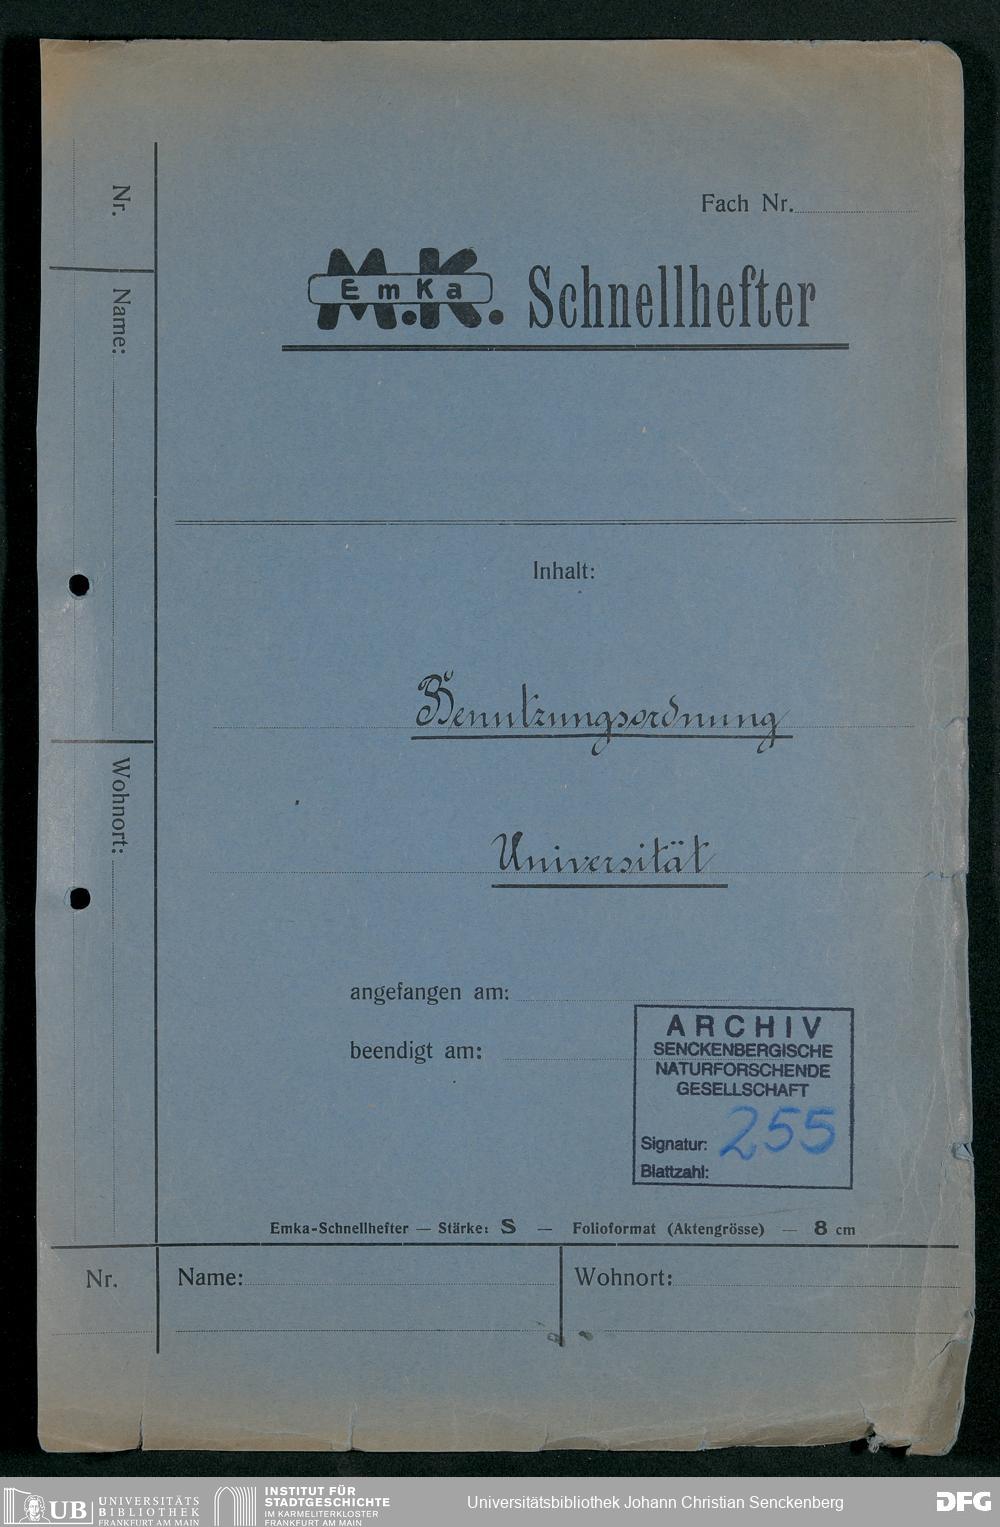 Nr.
Name:
Wohnort:
Fach Nr.
M.K.
EmKa
Schnellhefter
Inhalt:
Benutzungsordnung
Universität
angefangen am:
beendigt am:
ARCHIV
SENCKENBERGISCHE
NATURFORSCHENDE
GESELLSCHAFT
Signatur: 255
Blattzahl:
Emka-Schnellhefter — Stärke: S — Folioformat (Aktengrösse) — 8 cm
Nr.
Name:
Wohnort:
UB
UNIVERSITÄTS
BIBLIOTHEK
FRANKFURT AM MAIN
INSTITUT FÜR
STADTGESCHICHTE
IM KARMELITERKLOSTER
FRANKFURT AM MAIN
Universitätsbibliothek Johann Christian Senckenberg
DFG